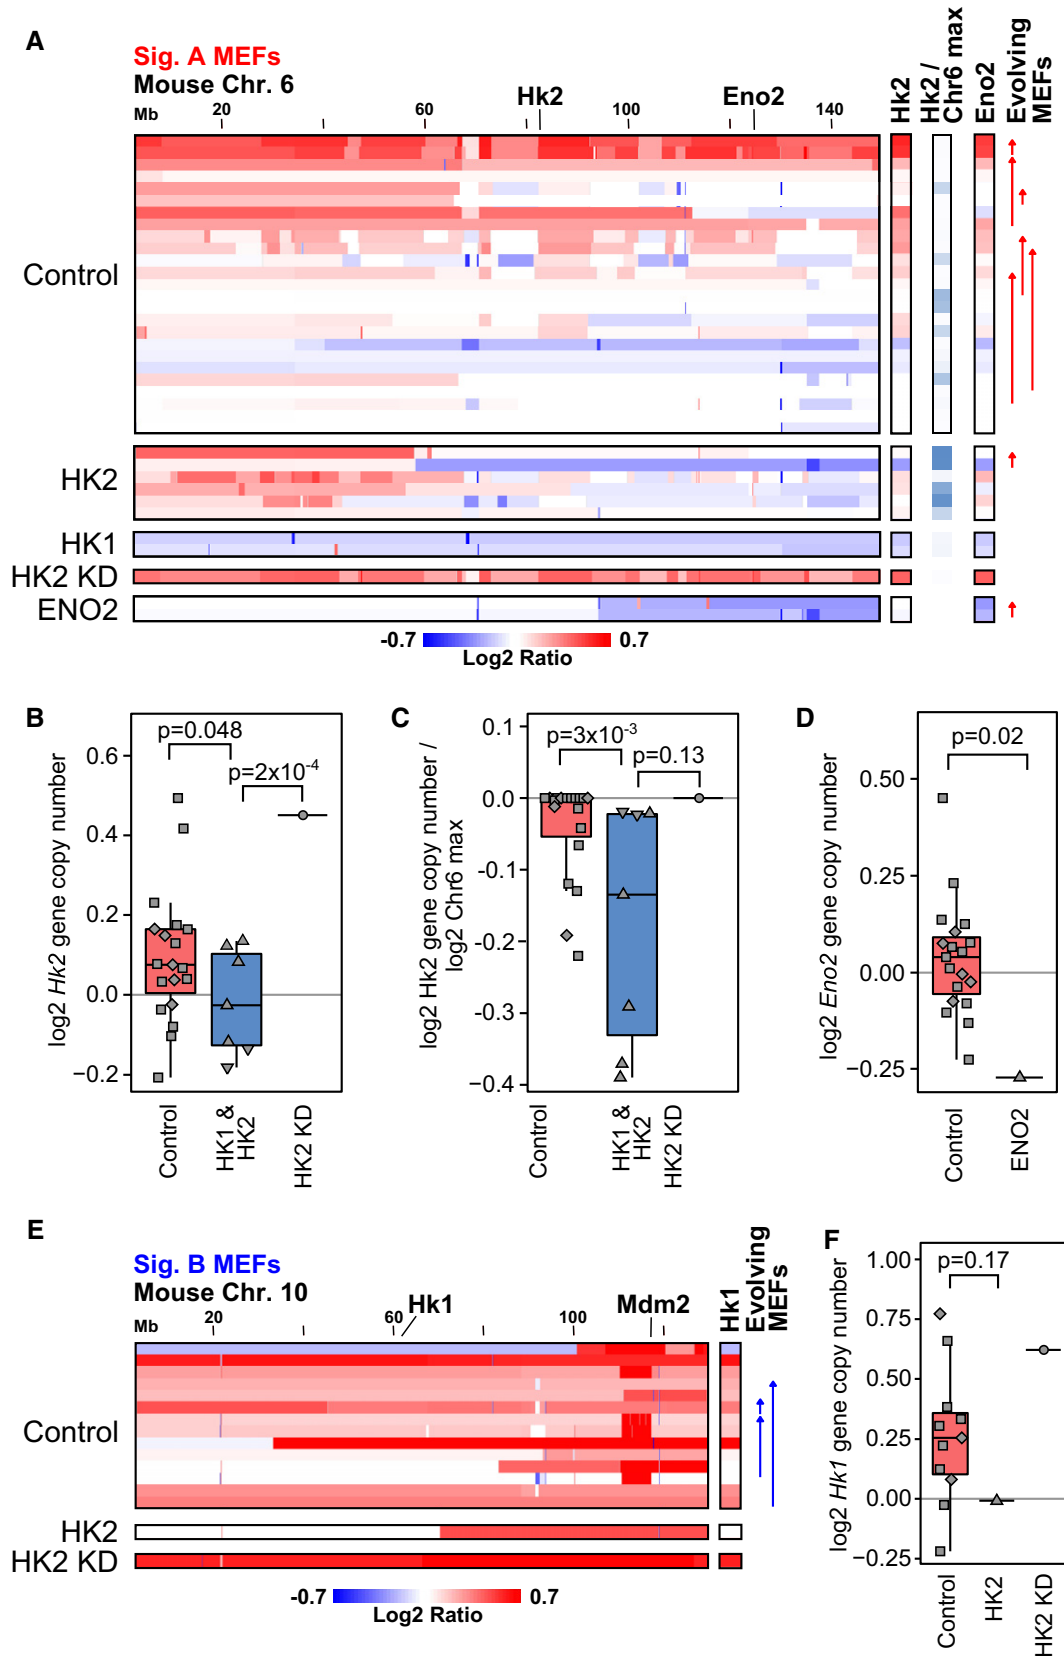 A
Sig. A MEFs
Mouse Chr. 6
Mb 20 60 Hk2 100 Eno2 140
Hk2
Hk2 / Chr6 max
Eno2
Evolving MEFs
Control
HK2
HK1
HK2 KD
ENO2
-0.7 0.7
Log2 Ratio
B
log2 Hk2 gene copy number
0.6
0.4
0.2
0.0
−0.2
p=0.048
p=2x10-4
Control
HK1 & HK2
HK2 KD
C
log2 Hk2 gene copy number / log2 Chr6 max
0.1
0.0
-0.1
-0.2
-0.3
-0.4
p=3x10-3
p=0.13
Control
HK1 & HK2
HK2 KD
D
log2 Eno2 gene copy number
0.50
0.25
0.00
−0.25
p=0.02
Control
ENO2
E
Sig. B MEFs
Mouse Chr. 10
Mb 20 60 Hk1 100 Mdm2 120
Hk1
Evolving MEFs
Control
HK2
HK2 KD
-0.7 0.7
Log2 Ratio
F
log2 Hk1 gene copy number
1.00
0.75
0.50
0.25
0.00
−0.25
p=0.17
Control
HK2
HK2 KD